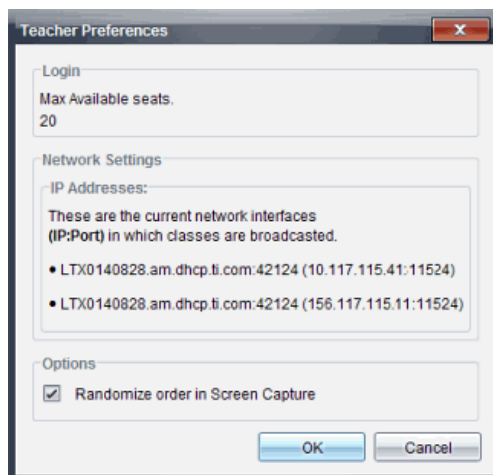 Teacher Preferences
Login
Max Available seats.
20
Network Settings
IP Addresses:
These are the current network interfaces
(IP:Port) in which classes are broadcasted.
• LTX0140828.am.dhcp.ti.com:42124 (10.117.115.41:11524)
• LTX0140828.am.dhcp.ti.com:42124 (156.117.115.11:11524)
Options
Randomize order in Screen Capture
OK Cancel